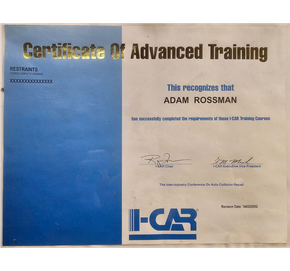 Certificate Of Advanced Training
RESTRAINTS
XXXXXXXXXXXXXXX
This recognizes that
ADAM ROSSMAN
has successfully completed the requirements of these I-CAR Training Courses
I-CAR Chair
I-CAR Executive Vice-President
The Inter-Industry Conference On Auto Collision Repair
I-CAR